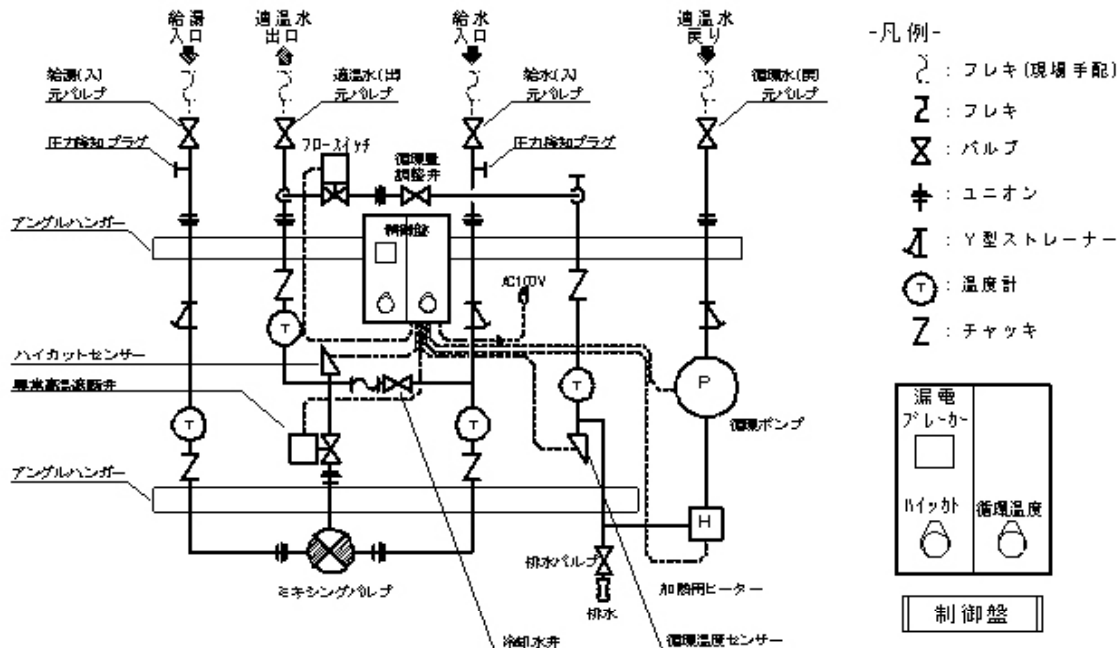 給湯
入口
適温水
出口
給水
入口
適温水
戻り
給湯(入)
元バルブ
適温水(出)
元バルブ
給水(入)
元バルブ
循環水(戻)
元バルブ
圧力検知プラグ
フロースイッチ
循環量
調整弁
圧力検知プラグ
アングルハンガー
制御盤
AC100V
T
ハイカットセンサー
異常高温遮断弁
T
T
T
P
循環ポンプ
アングルハンガー
H
ミキシングバルブ
排水バルブ
排水
加熱用ヒーター
冷却水弁
循環温度センサー
-凡例-
: フレキ(現場手配)
: フレキ
: バルブ
: ユニオン
: Y型ストレーナー
T : 温度計
: チャッキ
漏電
ブレーカー
ハイッカト
循環温度
制御盤